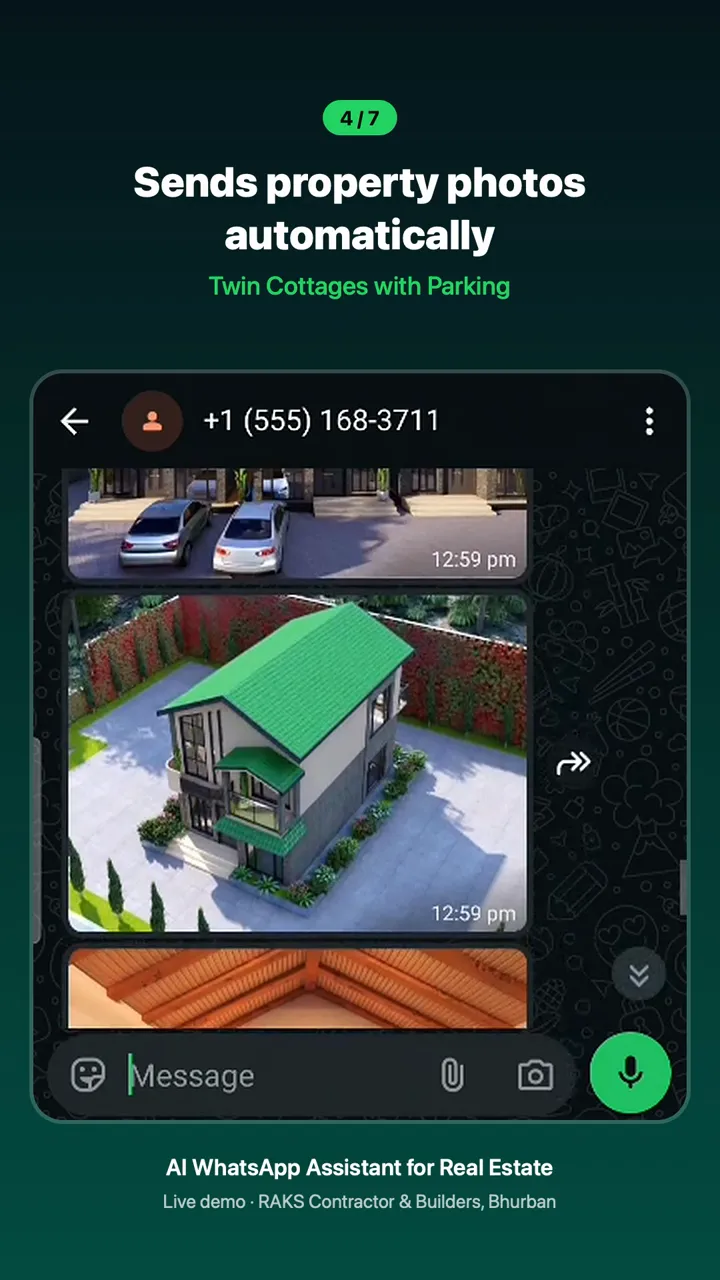 4/7
Sends property photos
automatically
Twin Cottages with Parking
+1 (555) 168-3711
12:59 pm
12:59 pm
Message
AI WhatsApp Assistant for Real Estate
Live demo · RAKS Contractor & Builders, Bhurban